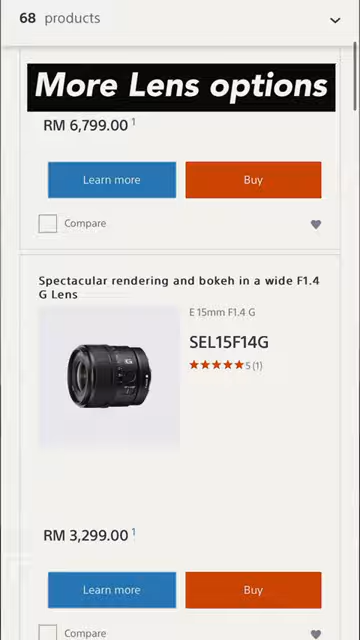 68 products
More Lens options
RM 6,799.00 1
Learn more
Buy
Compare
Spectacular rendering and bokeh in a wide F1.4
G Lens
E 15mm F1.4 G
SEL15F14G
5 (1)
RM 3,299.00 1
Learn more
Buy
Compare